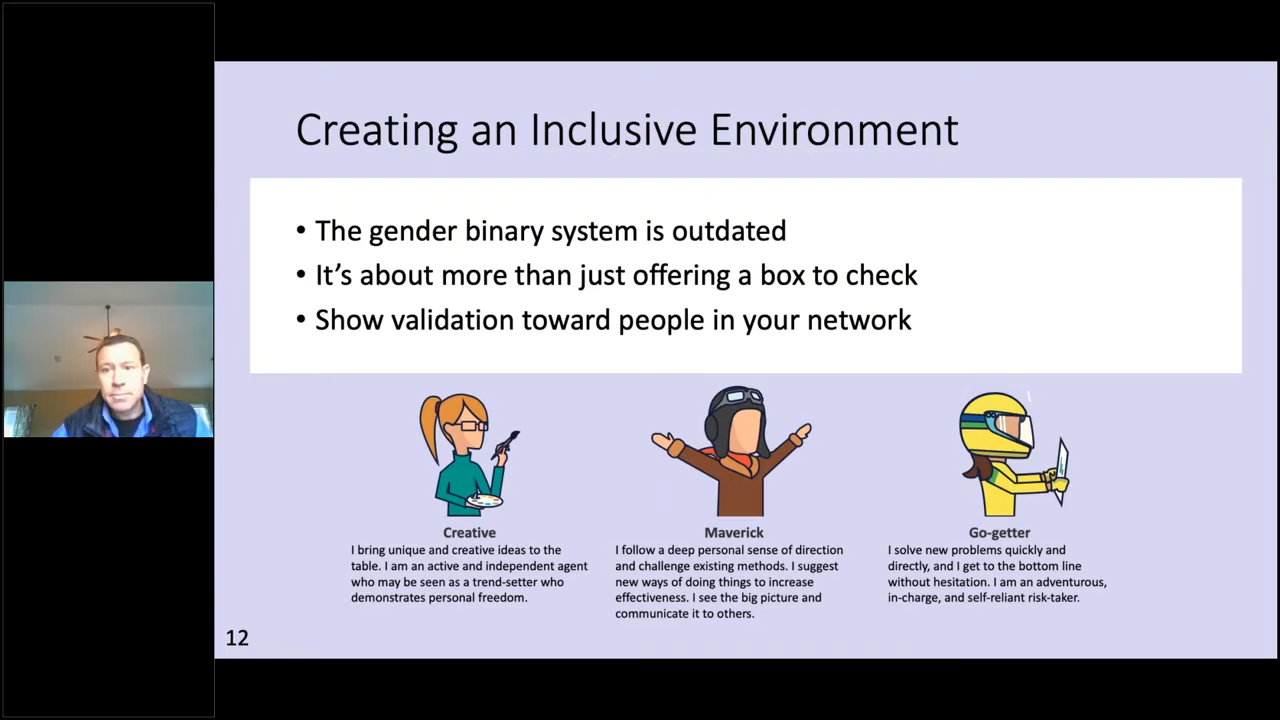 Creating an Inclusive Environment
• The gender binary system is outdated
• It’s about more than just offering a box to check
• Show validation toward people in your network
Creative
I bring unique and creative ideas to the
table. I am an active and independent agent
who may be seen as a trend-setter who
demonstrates personal freedom.
Maverick
I follow a deep personal sense of direction
and challenge existing methods. I suggest
new ways of doing things to increase
effectiveness. I see the big picture and
communicate it to others.
Go-getter
I solve new problems quickly and
directly, and I get to the bottom line
without hesitation. I am an adventurous,
in-charge, and self-reliant risk-taker.
12